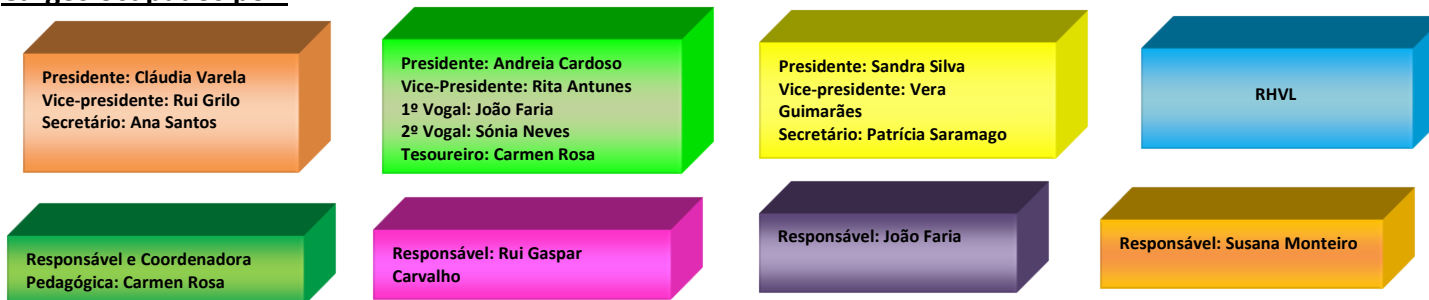 Presidente: Cláudia Varela
Vice-presidente: Rui Grilo
Secretário: Ana Santos
Presidente: Andreia Cardoso
Vice-Presidente: Rita Antunes
1º Vogal: João Faria
2º Vogal: Sónia Neves
Tesoureiro: Carmen Rosa
Presidente: Sandra Silva
Vice-presidente: Vera
Guimarães
Secretário: Patrícia Saramago
RHVL
Responsável e Coordenadora
Pedagógica: Carmen Rosa
Responsável: Rui Gaspar
Carvalho
Responsável: João Faria
Responsável: Susana Monteiro